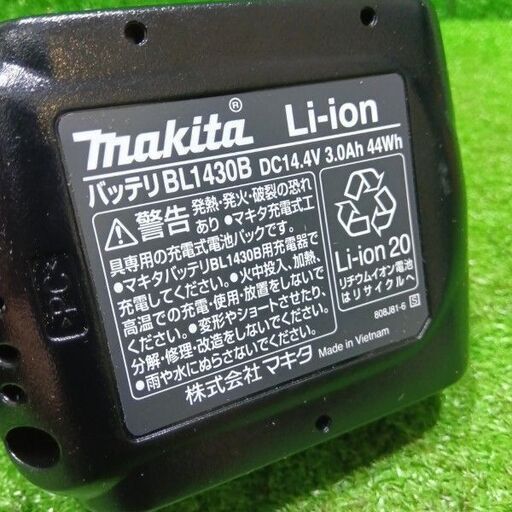 makita® Li-ion
バッテリBL1430B DC14.4V 3.0Ah 44Wh
⚠警告 発熱・発火・破裂の恐れ
あり ●マキタ充電式工
具専用の充電式電池パックです。
●マキタバッテリBL1430B用充電器で
充電してください。●火中投入、加熱、
高温での充電・使用・放置をしないで
ください。●変形やショートさせたり、
分解・修理・改造をしないでください。
●雨や水にぬらさないでください。
株式会社マキタ Made in Vietnam
Li-ion 20
リチウムイオン電池
はリサイクルへ
808J81-6 S
>PC<